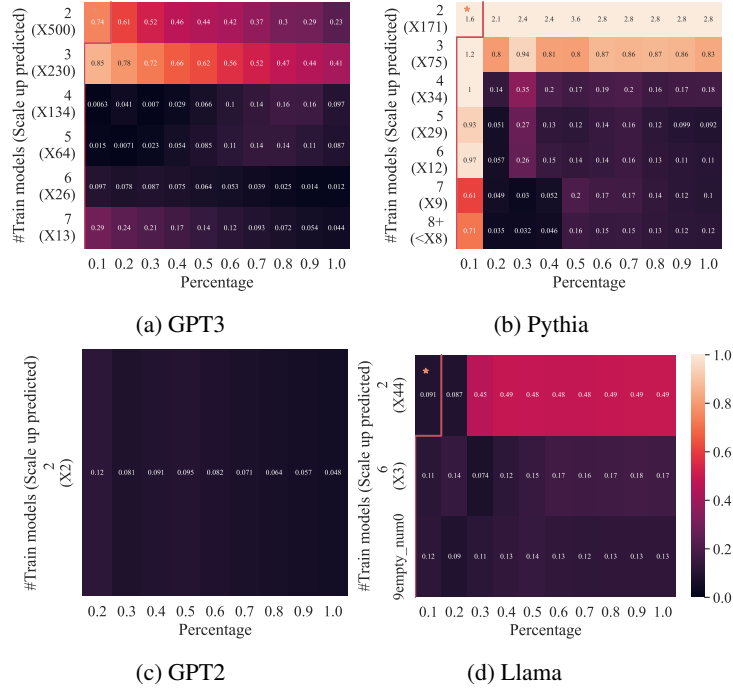 #Train models (Scale up predicted)
2 (X500) 0.74 0.61 0.52 0.46 0.44 0.42 0.37 0.3 0.29 0.23
3 (X230) 0.85 0.78 0.72 0.66 0.62 0.56 0.52 0.47 0.44 0.41
4 (X134) 0.0063 0.041 0.007 0.029 0.066 0.1 0.14 0.16 0.16 0.097
5 (X64) 0.015 0.0071 0.023 0.054 0.085 0.11 0.14 0.14 0.11 0.087
6 (X26) 0.097 0.078 0.087 0.075 0.064 0.053 0.039 0.025 0.014 0.012
7 (X13) 0.29 0.24 0.21 0.17 0.14 0.12 0.093 0.072 0.054 0.044
0.1 0.2 0.3 0.4 0.5 0.6 0.7 0.8 0.9 1.0
Percentage
(a) GPT3
#Train models (Scale up predicted)
2 (X171) * 1.6 2.1 2.4 2.4 3.6 2.8 2.8 2.8 2.8 2.8
3 (X75) 1.2 0.8 0.94 0.81 0.8 0.87 0.86 0.87 0.86 0.83
4 (X34) 1 0.14 0.35 0.2 0.17 0.19 0.2 0.16 0.17 0.18
5 (X29) 0.93 0.051 0.27 0.13 0.12 0.14 0.16 0.12 0.099 0.092
6 (X12) 0.97 0.057 0.26 0.15 0.14 0.14 0.16 0.13 0.11 0.11
7 (X9) 0.61 0.049 0.03 0.052 0.2 0.17 0.17 0.14 0.12 0.1
8+ (<X8) 0.71 0.035 0.032 0.046 0.16 0.15 0.16 0.13 0.12 0.12
0.1 0.2 0.3 0.4 0.5 0.6 0.7 0.8 0.9 1.0
Percentage
(b) Pythia
#Train models (Scale up predicted)
2 (X2) 0.12 0.081 0.091 0.095 0.082 0.071 0.064 0.057 0.048
0.2 0.3 0.4 0.5 0.6 0.7 0.8 0.9 1.0
Percentage
(c) GPT2
#Train models (Scale up predicted)
2 (X44) * 0.091 0.087 0.45 0.49 0.48 0.48 0.48 0.49 0.49 0.49
6 (X3) 0.11 0.14 0.074 0.12 0.15 0.17 0.16 0.17 0.18 0.17
9empty_num0 0.12 0.09 0.11 0.13 0.14 0.13 0.12 0.13 0.13 0.13
0.1 0.2 0.3 0.4 0.5 0.6 0.7 0.8 0.9 1.0
Percentage
1.0
0.8
0.6
0.4
0.2
0.0
(d) Llama